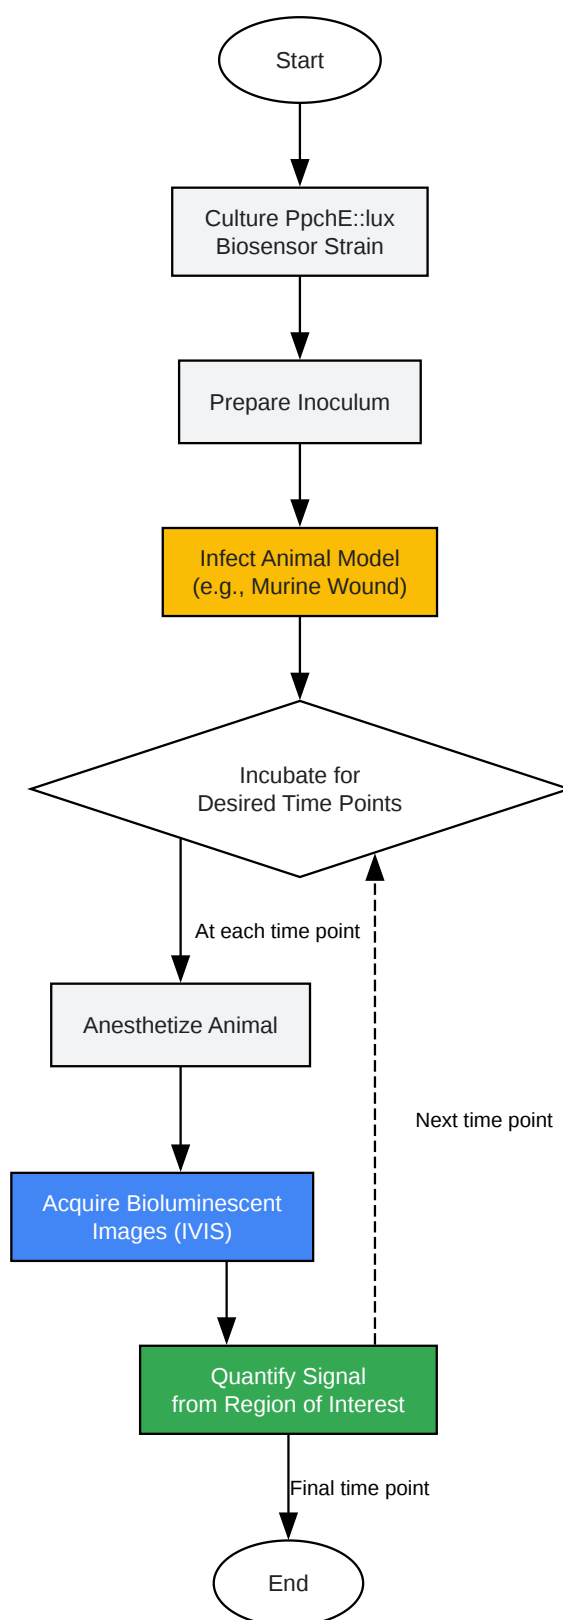 Start
Culture PpchE::lux
Biosensor Strain
Prepare Inoculum
Infect Animal Model
(e.g., Murine Wound)
Incubate for
Desired Time Points
At each time point
Anesthetize Animal
Next time point
Acquire Bioluminescent
Images (IVIS)
Quantify Signal
from Region of Interest
Final time point
End